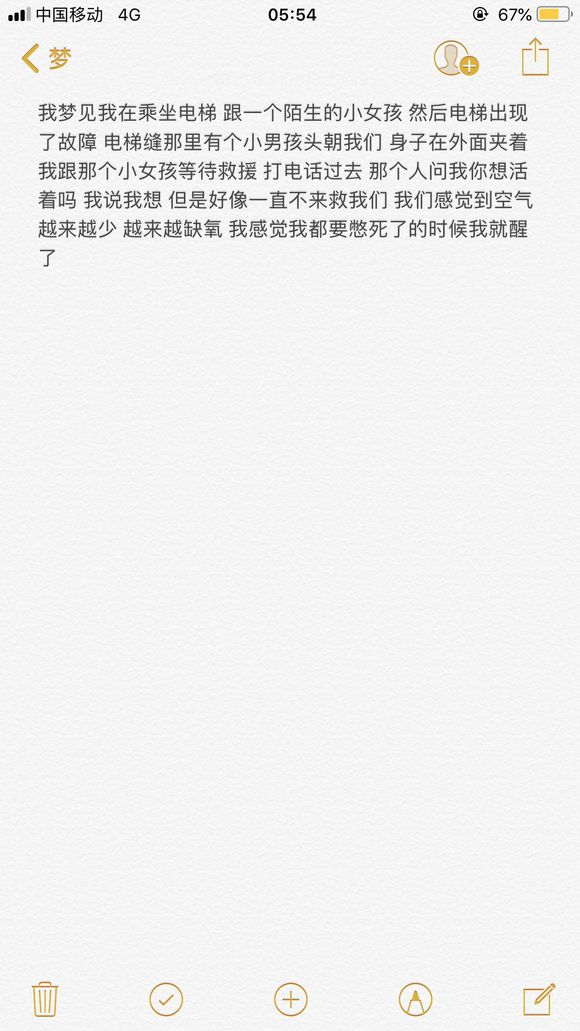 中国移动 4G 05:54 67%
梦
我梦见我在乘坐电梯 跟一个陌生的小女孩 然后电梯出现
了故障 电梯缝那里有个小男孩头朝我们 身子在外面夹着
我跟那个小女孩等待救援 打电话过去 那个人问我你想活
着吗 我说我想 但是好像一直不来救我们 我们感觉到空气
越来越少 越来越缺氧 我感觉我都要憋死了的时候我就醒
了